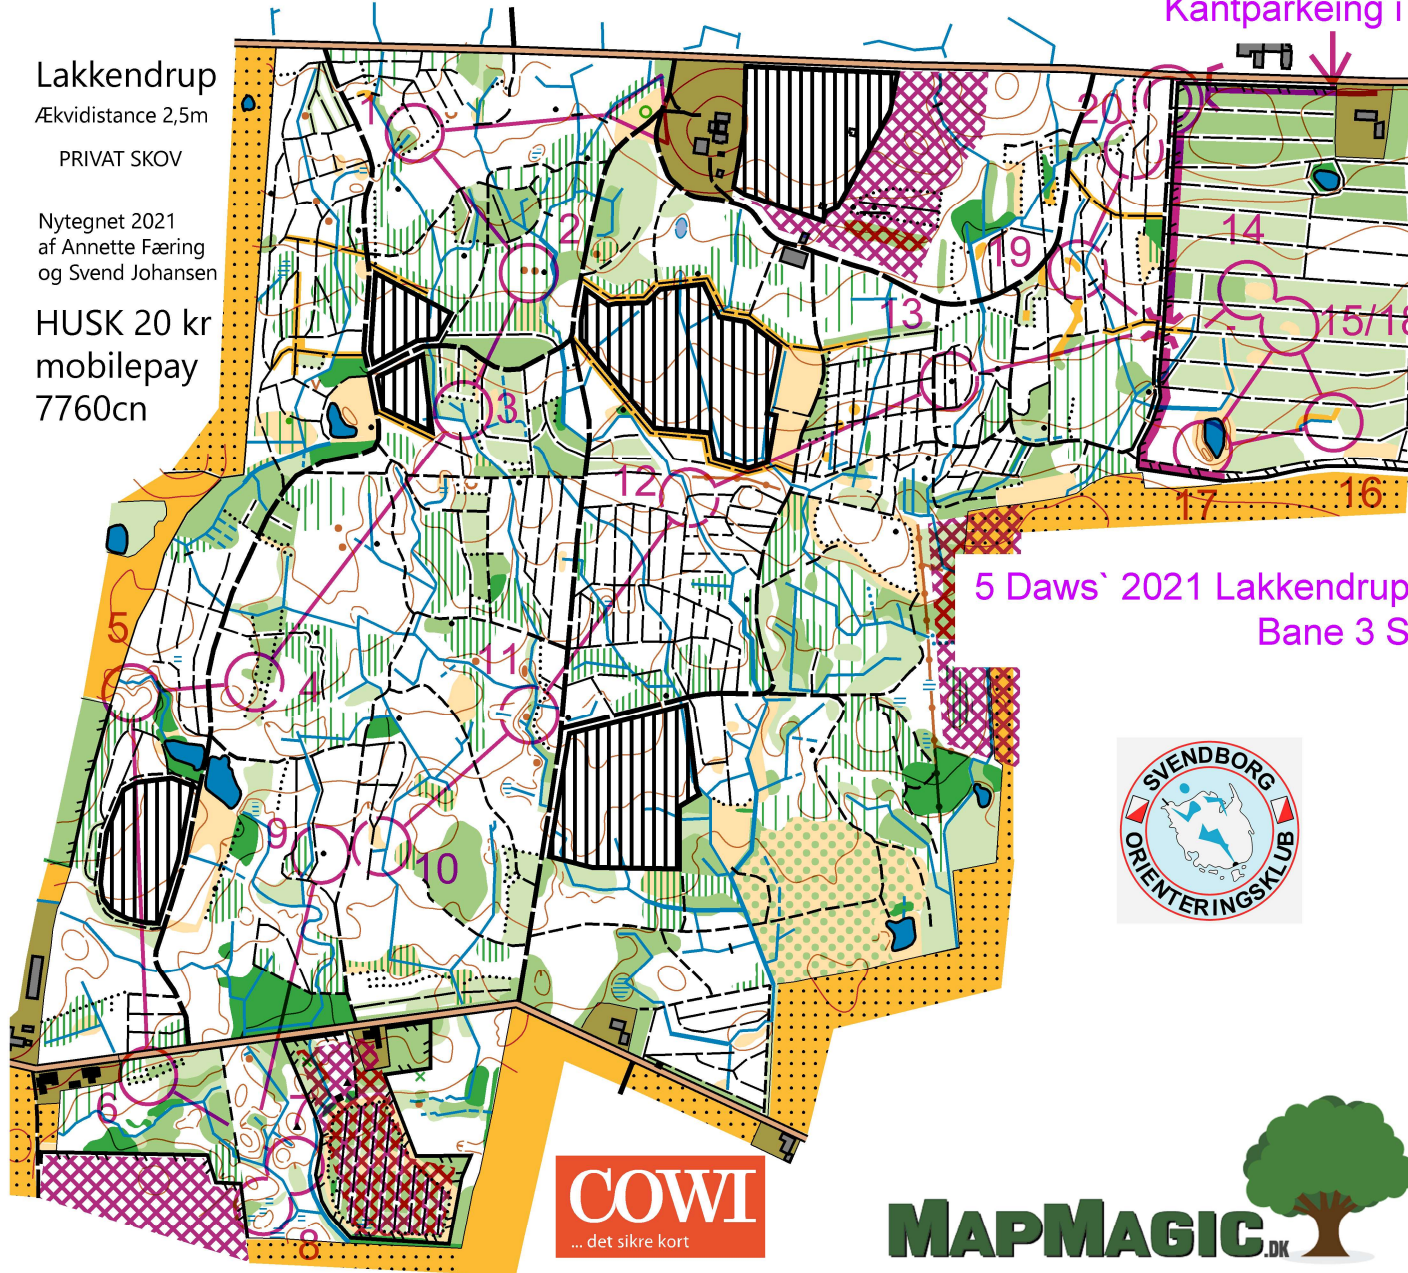 Kantparkeing i
Lakkendrup
Ækvidistance 2,5m
PRIVAT SKOV
Nytegnet 2021
af Annette Færing
og Svend Johansen
HUSK 20 kr
mobilepay
7760cn
1
20
2
14
19
13
15/18
3
12
17
16
5 Daws` 2021 Lakkendrup
Bane 3 S
5
11
4
SVENDBORG
ORIENTERINGSKLUB
9
10
6
7
8
COWI
... det sikre kort
MAPMAGIC.DK